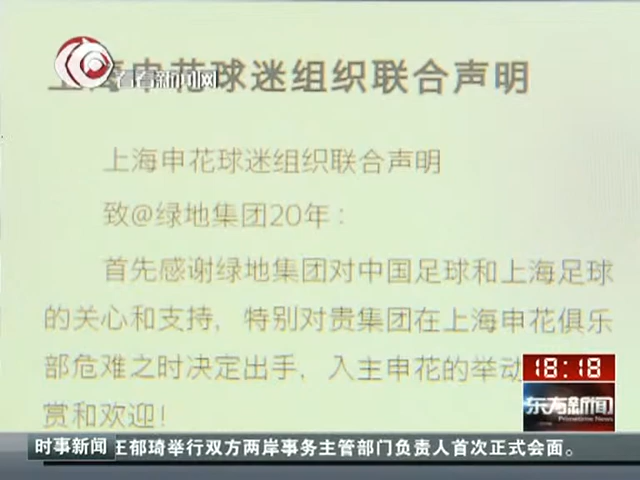 上海申花球迷组织联合声明
看看新闻网
上海申花球迷组织联合声明
致@绿地集团20年：
首先感谢绿地集团对中国足球和上海足球
的关心和支持，特别对贵集团在上海申花俱乐
部危难之时决定出手，入主申花的举动
赏和欢迎！
18:18
东方新闻
Primetime News
时事新闻
王郁琦举行双方两岸事务主管部门负责人首次正式会面。